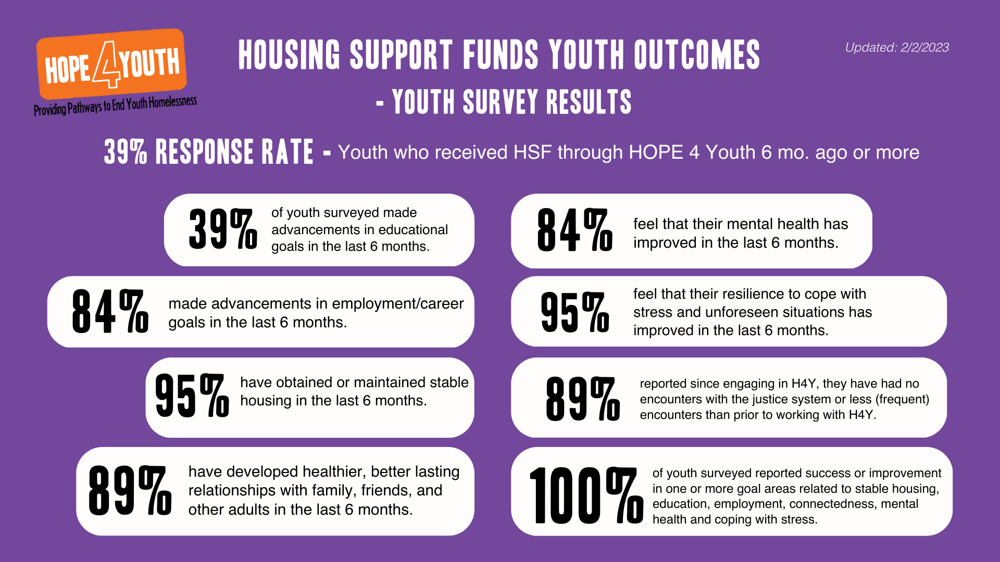 HOPE 4 YOUTH
Providing Pathways to End Youth Homelessness
HOUSING SUPPORT FUNDS YOUTH OUTCOMES
- YOUTH SURVEY RESULTS
Updated: 2/2/2023
39% RESPONSE RATE - Youth who received HSF through HOPE 4 Youth 6 mo. ago or more
39%
of youth surveyed made
advancements in educational
goals in the last 6 months.
84%
made advancements in employment/career
goals in the last 6 months.
95%
have obtained or maintained stable
housing in the last 6 months.
89%
have developed healthier, better lasting
relationships with family, friends, and
other adults in the last 6 months.
84%
feel that their mental health has
improved in the last 6 months.
95%
feel that their resilience to cope with
stress and unforeseen situations has
improved in the last 6 months.
89%
reported since engaging in H4Y, they have had no
encounters with the justice system or less (frequent)
encounters than prior to working with H4Y.
100%
of youth surveyed reported success or improvement
in one or more goal areas related to stable housing,
education, employment, connectedness, mental
health and coping with stress.